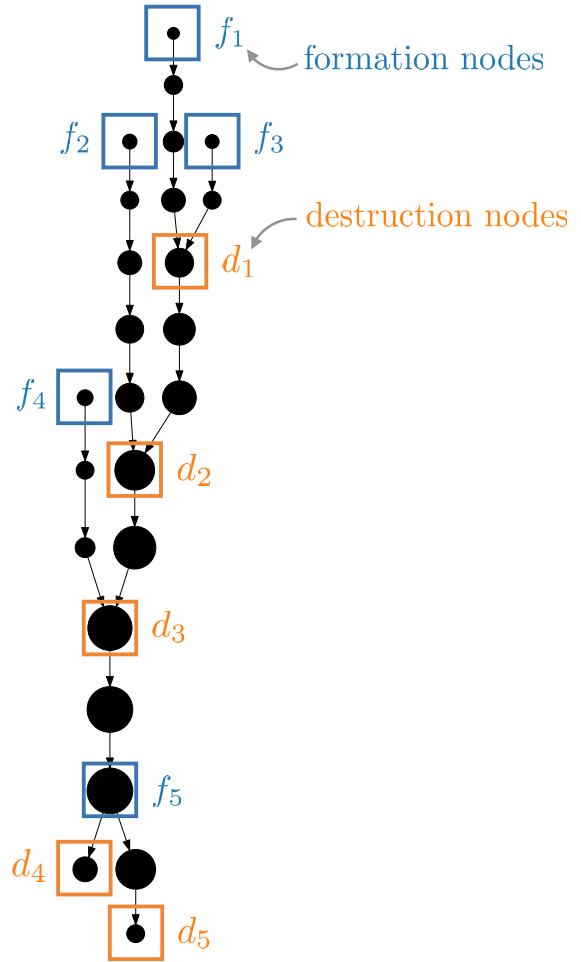 f₁
formation nodes
f₂
f₃
destruction nodes
d₁
f₄
d₂
d₃
f₅
d₄
d₅